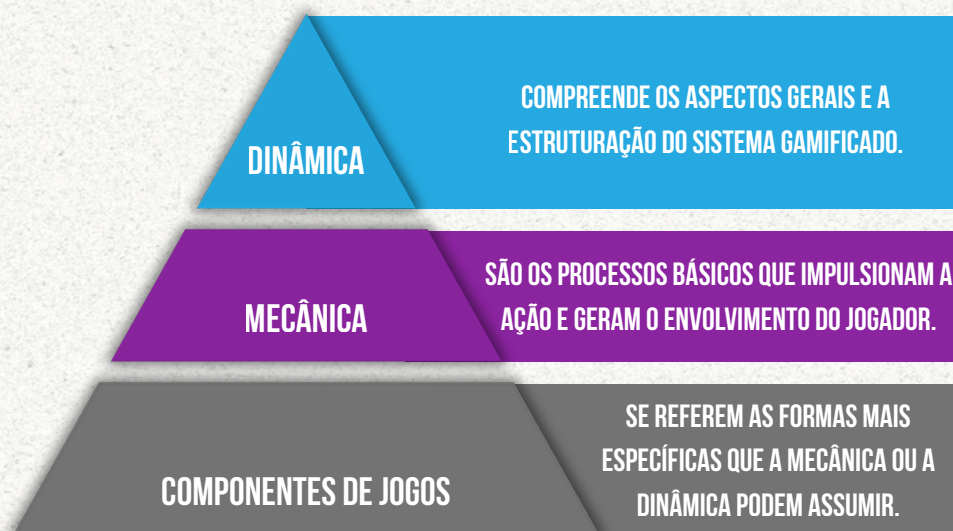 DINÂMICA
COMPREENDE OS ASPECTOS GERAIS E A
ESTRUTURAÇÃO DO SISTEMA GAMIFICADO.
MECÂNICA
SÃO OS PROCESSOS BÁSICOS QUE IMPULSIONAM A
AÇÃO E GERAM O ENVOLVIMENTO DO JOGADOR.
COMPONENTES DE JOGOS
SE REFEREM AS FORMAS MAIS
ESPECÍFICAS QUE A MECÂNICA OU A
DINÂMICA PODEM ASSUMIR.